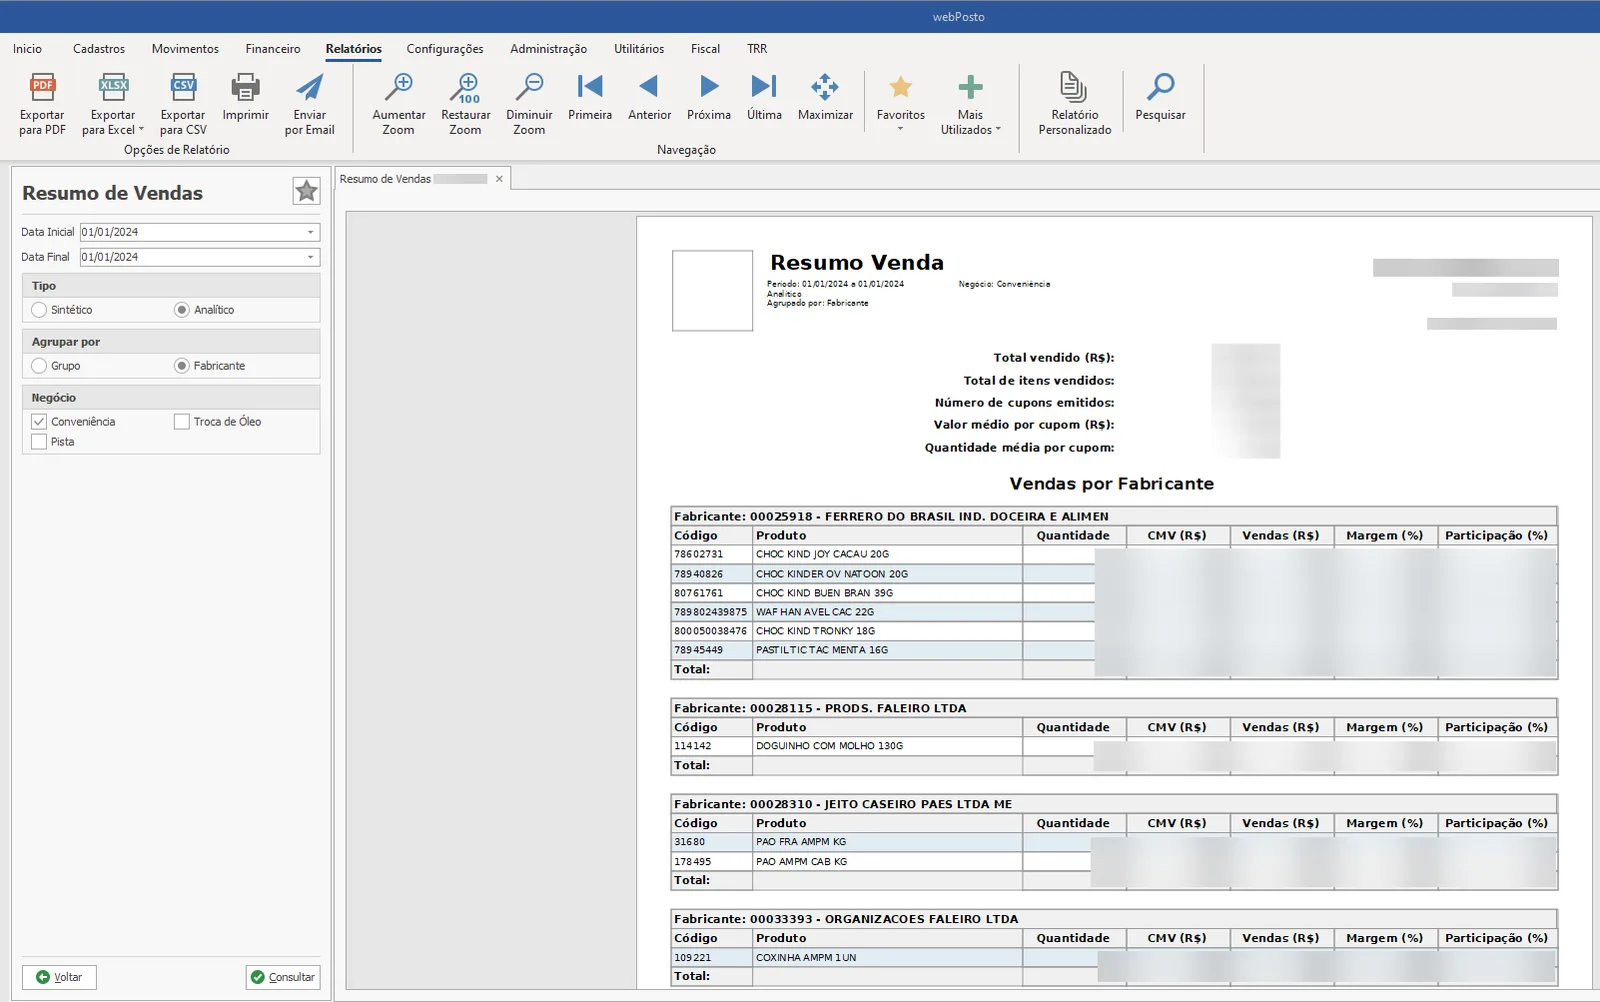 webPosto
Inicio Cadastros Movimentos Financeiro Relatórios Configurações Administração Utilitários Fiscal TRR
PDF XLSX CSV 100
Exportar para PDF
Exportar para Excel
Exportar para CSV
Imprimir
Enviar por Email
Aumentar Zoom
Restaurar Zoom
Diminuir Zoom
Primeira
Anterior
Próxima
Última
Maximizar
Favoritos
Mais Utilizados
Relatório Personalizado
Pesquisar
Opções de Relatório
Navegação
Resumo de Vendas
Data Inicial 01/01/2024
Data Final 01/01/2024
Tipo
Sintético Analítico
Agrupar por
Grupo Fabricante
Negócio
Conveniência Troca de Óleo
Pista
Voltar Consultar
Resumo de Vendas
Resumo Venda
Período: 01/01/2024 a 01/01/2024 Negócio: Conveniência
Analítico
Agrupado por: Fabricante
Total vendido (R$):
Total de itens vendidos:
Número de cupons emitidos:
Valor médio por cupom (R$):
Quantidade média por cupom:
Vendas por Fabricante
Fabricante: 00025918 - FERRERO DO BRASIL IND. DOCEIRA E ALIMEN
Código Produto Quantidade CMV (R$) Vendas (R$) Margem (%) Participação (%)
78602731 CHOC KIND JOY CACAU 20G
78940826 CHOC KINDER OV NATOON 20G
80761761 CHOC KIND BUEN BRAN 39G
789802439875 WAF HAN AVEL CAC 22G
800050038476 CHOC KIND TRONKY 18G
78945449 PASTIL TIC TAC MENTA 16G
Total:
Fabricante: 00028115 - PRODS. FALEIRO LTDA
Código Produto Quantidade CMV (R$) Vendas (R$) Margem (%) Participação (%)
114142 DOGUINHO COM MOLHO 130G
Total:
Fabricante: 00028310 - JEITO CASEIRO PAES LTDA ME
Código Produto Quantidade CMV (R$) Vendas (R$) Margem (%) Participação (%)
31680 PAO FRA AMPM KG
178495 PAO AMPM CAB KG
Total:
Fabricante: 00033393 - ORGANIZACOES FALEIRO LTDA
Código Produto Quantidade CMV (R$) Vendas (R$) Margem (%) Participação (%)
109221 COXINHA AMPM 1UN
Total: